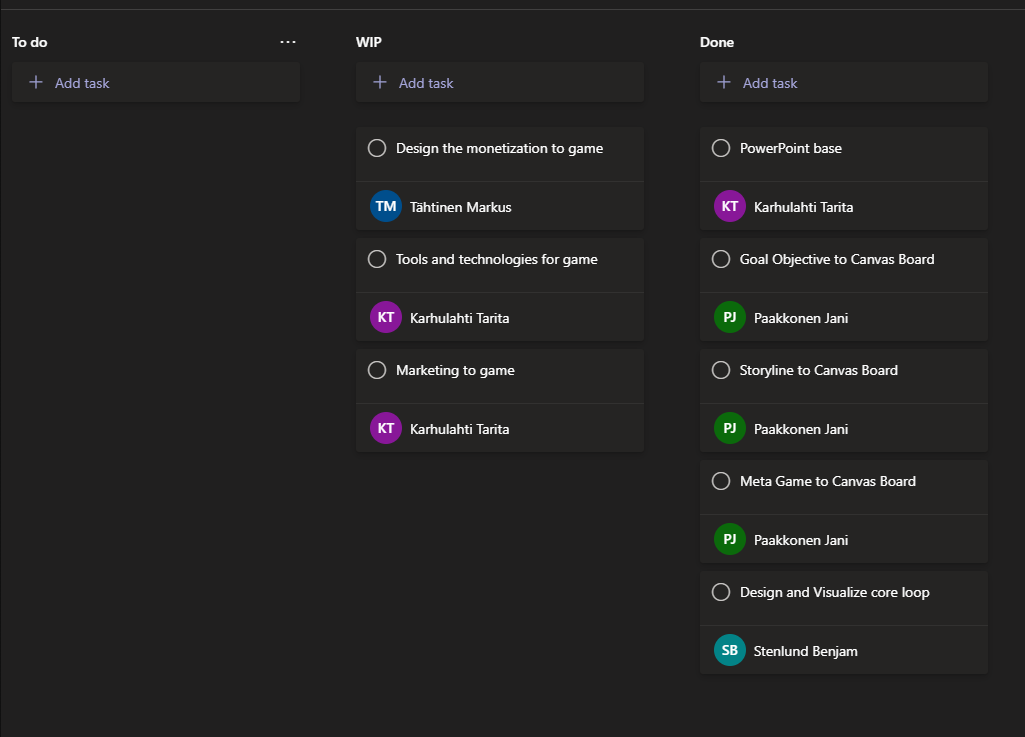 To do
Add task
WIP
Add task
Design the monetization to game
TM Tähtinen Markus
Tools and technologies for game
KT Karhulahti Tarita
Marketing to game
KT Karhulahti Tarita
Done
Add task
PowerPoint base
KT Karhulahti Tarita
Goal Objective to Canvas Board
PJ Paakkonen Jani
Storyline to Canvas Board
PJ Paakkonen Jani
Meta Game to Canvas Board
PJ Paakkonen Jani
Design and Visualize core loop
SB Stenlund Benjam